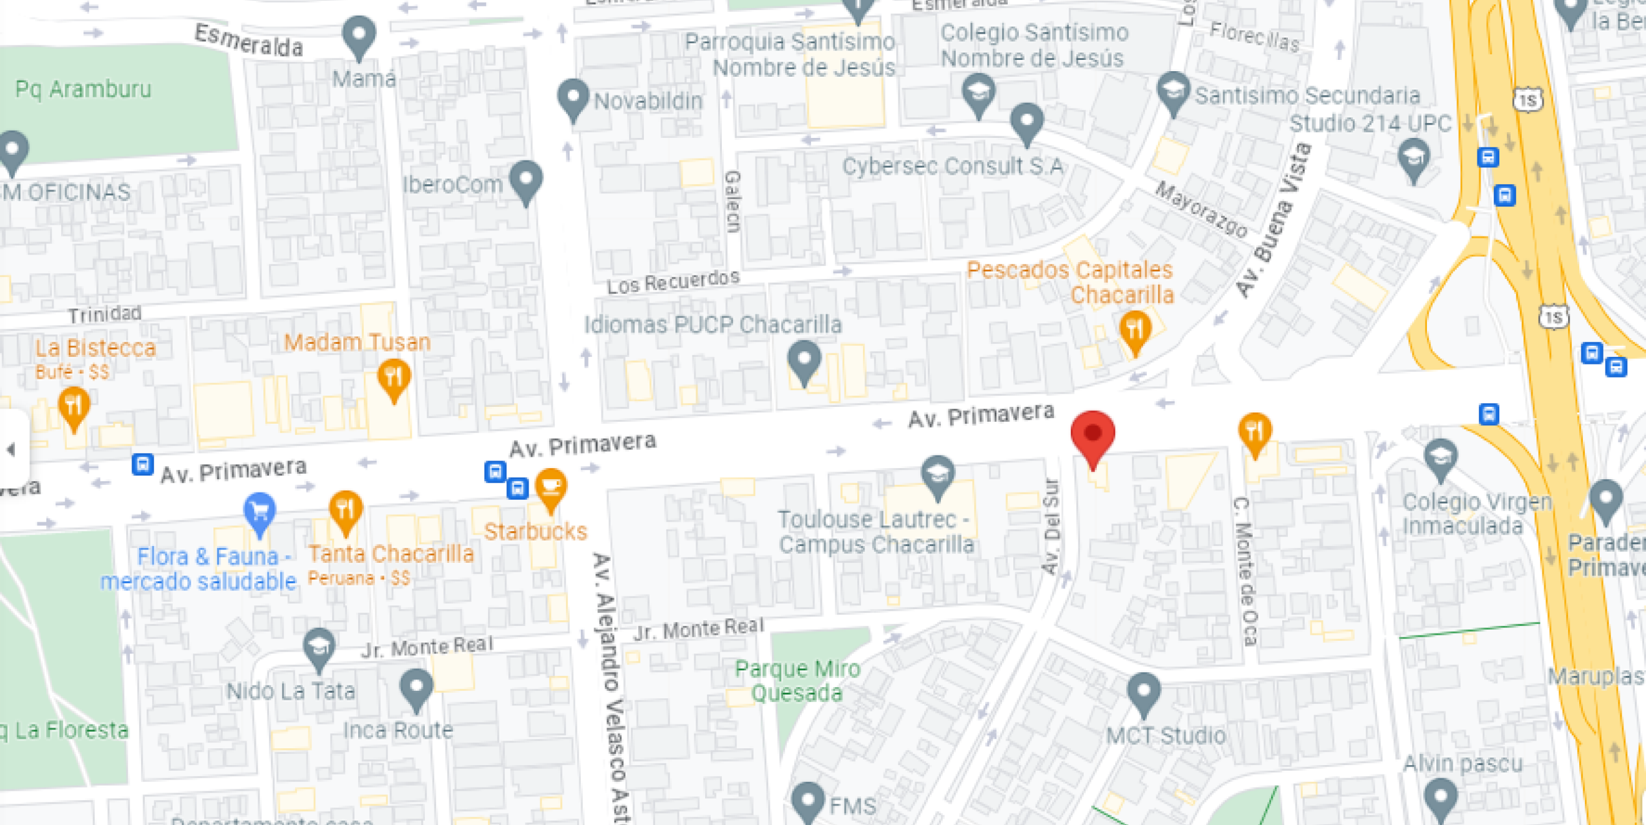 Esmeralda
Esmeralda
Mamá
Pq Aramburu
Parroquia Santísimo
Nombre de Jesús
Colegio Santísimo
Nombre de Jesús
Los
Florecillas
la Ber
1S
Novabildin
Santisimo Secundaria
Studio 214 UPC
Cybersec Consult S.A
IberoCom
M.OFICINAS
Mayorazgo
Av. Buena Vista
Los Recuerdos
Pescados Capitales
Chacarilla
Trinidad
1S
Idiomas PUCP Chacarilla
La Bistecca
Bufé • $$
Madam Tusan
Av. Primavera
Av. Primavera
Av. Primavera
vera
Flora & Fauna -
mercado saludable
Tanta Chacarilla
Peruana • $$
Starbucks
Toulouse Lautrec -
Campus Chacarilla
Av. Del Sur
C. Monte de Oca
Colegio Virgen
Inmaculada
Parader
Primave
Av. Alejandro Velasco Ast
Jr. Monte Real
Jr. Monte Real
Nido La Tata
Inca Route
q La Floresta
Parque Miro
Quesada
MCT Studio
Maruplas
Alvin pascu
FMS